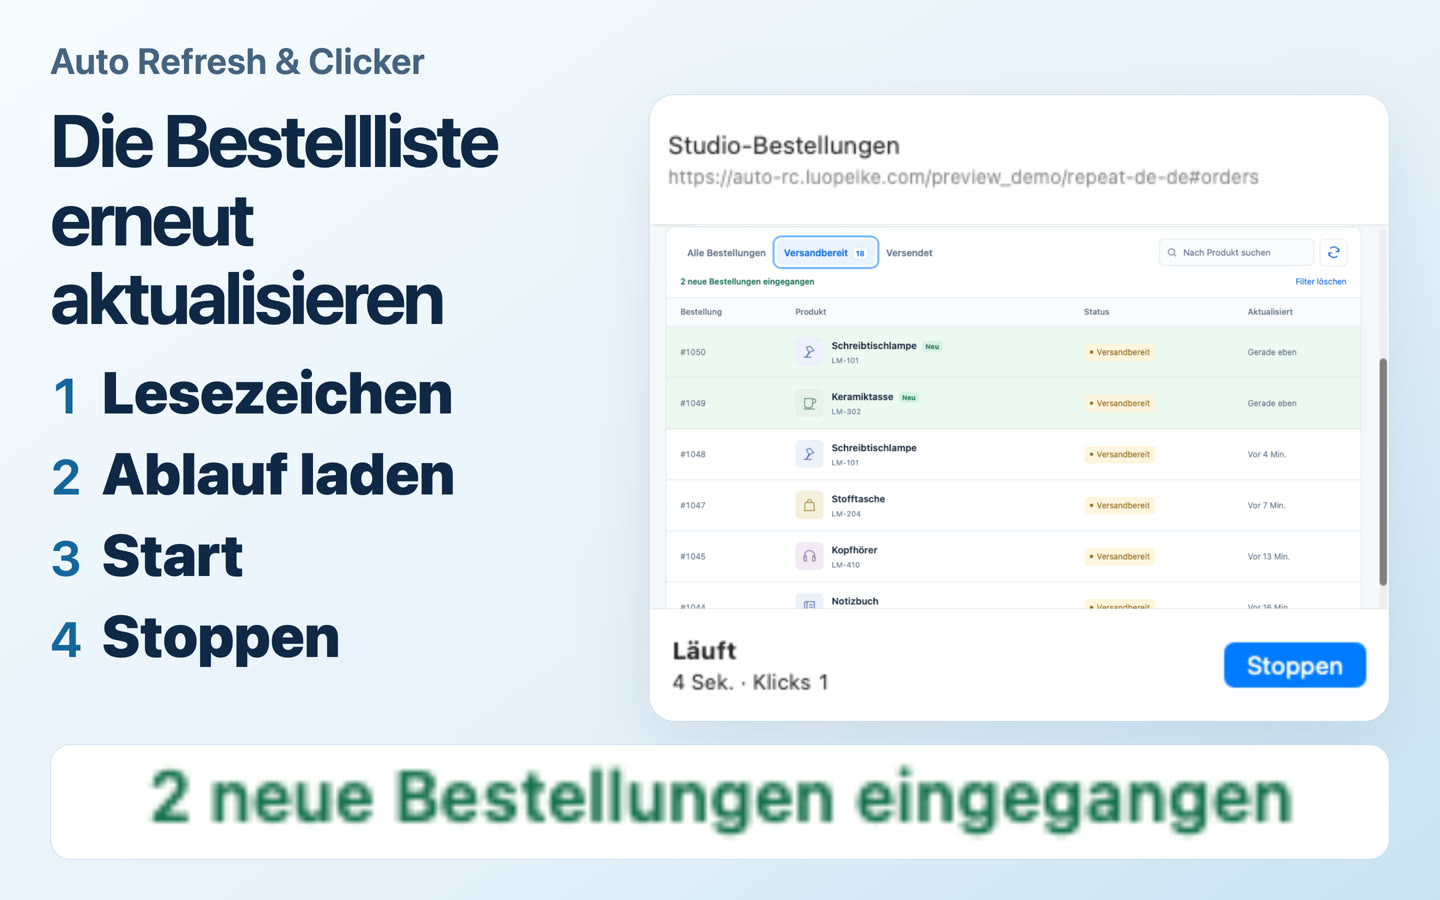 Auto Refresh & Clicker
Die Bestellliste
erneut
aktualisieren
1 Lesezeichen
2 Ablauf laden
3 Start
4 Stoppen
Studio-Bestellungen
https://auto-rc.luopeike.com/preview_demo/repeat-de-de#orders
Alle Bestellungen Versandbereit 18 Versendet Nach Produkt suchen
2 neue Bestellungen eingegangen Filter löschen
Bestellung Produkt Status Aktualisiert
#1050 Schreibtischlampe Neu Versandbereit Gerade eben
LM-101
#1049 Keramiktasse Neu Versandbereit Gerade eben
LM-302
#1048 Schreibtischlampe Versandbereit Vor 4 Min.
LM-101
#1047 Stofftasche Versandbereit Vor 7 Min.
LM-204
#1045 Kopfhörer Versandbereit Vor 13 Min.
LM-410
#1044 Notizbuch Versandbereit Vor 16 Min.
Läuft
4 Sek. · Klicks 1
Stoppen
2 neue Bestellungen eingegangen